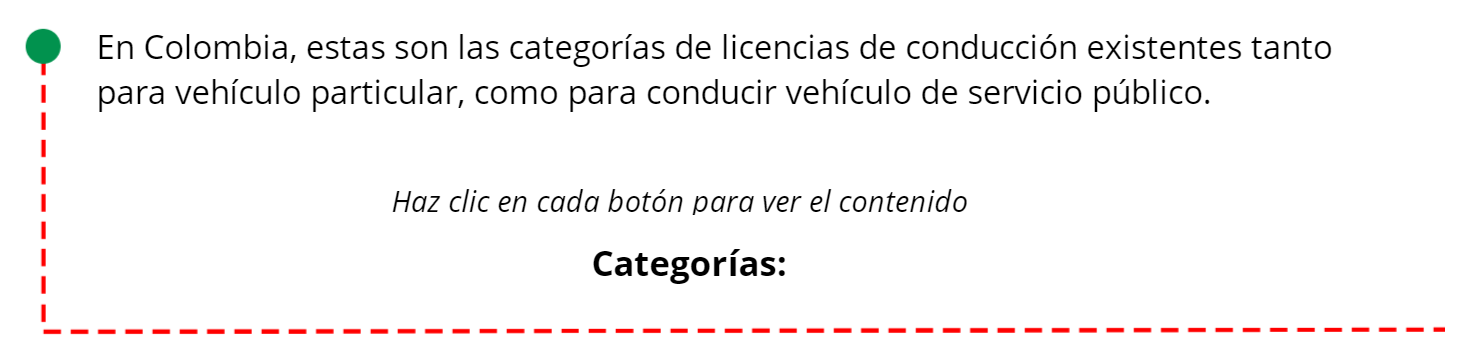 En Colombia, estas son las categorías de licencias de conducción existentes tanto
para vehículo particular, como para conducir vehículo de servicio público.
Haz clic en cada botón para ver el contenido
Categorías: